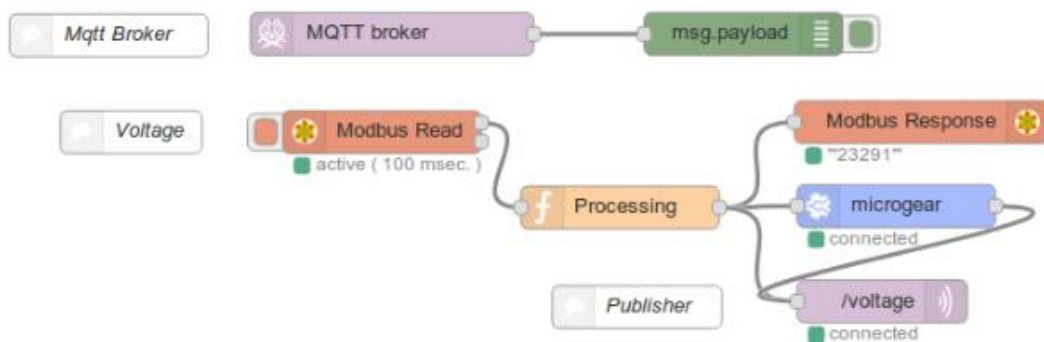 Mqtt Broker
MQTT broker
msg.payload
Voltage
Modbus Read
active ( 100 msec. )
Modbus Response
"'23291'"
Processing
microgear
connected
Publisher
/voltage
connected